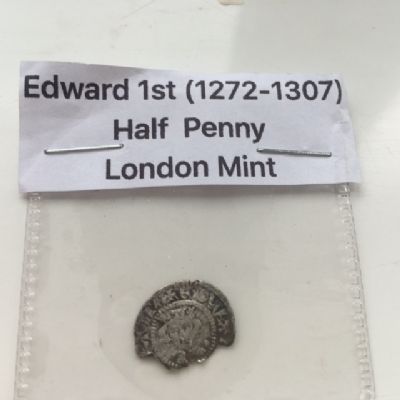 Edward 1st (1272-1307)
Half Penny
London Mint